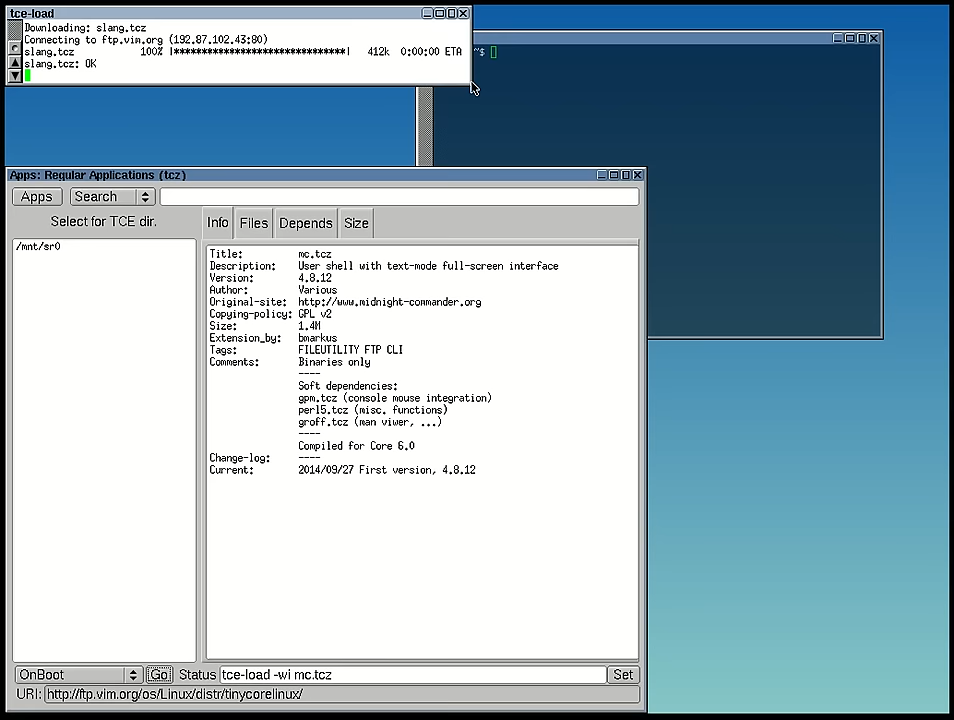 tce-load
Downloading: slang.tcz
Connecting to ftp.vim.org (192.87.102.43:80)
slang.tcz 100% |*******************************| 412k 0:00:00 ETA
slang.tcz: OK
~$
Apps: Regular Applications (tcz)
Apps Search
Select for TCE dir.
Info Files Depends Size
/mnt/sr0
Title: mc.tcz
Description: User shell with text-mode full-screen interface
Version: 4.8.12
Author: Various
Original-site: http://www.midnight-commander.org
Copying-policy: GPL v2
Size: 1.4M
Extension_by: bmarkus
Tags: FILEUTILITY FTP CLI
Comments: Binaries only
----
Soft dependencies:
gpm.tcz (console mouse integration)
perl5.tcz (misc. functions)
groff.tcz (man viwer, ...)
----
Compiled for Core 6.0
Change-log: ----
Current: 2014/09/27 First version, 4.8.12
OnBoot Go Status tce-load -wi mc.tcz Set
URI: http://ftp.vim.org/os/Linux/distr/tinycorelinux/